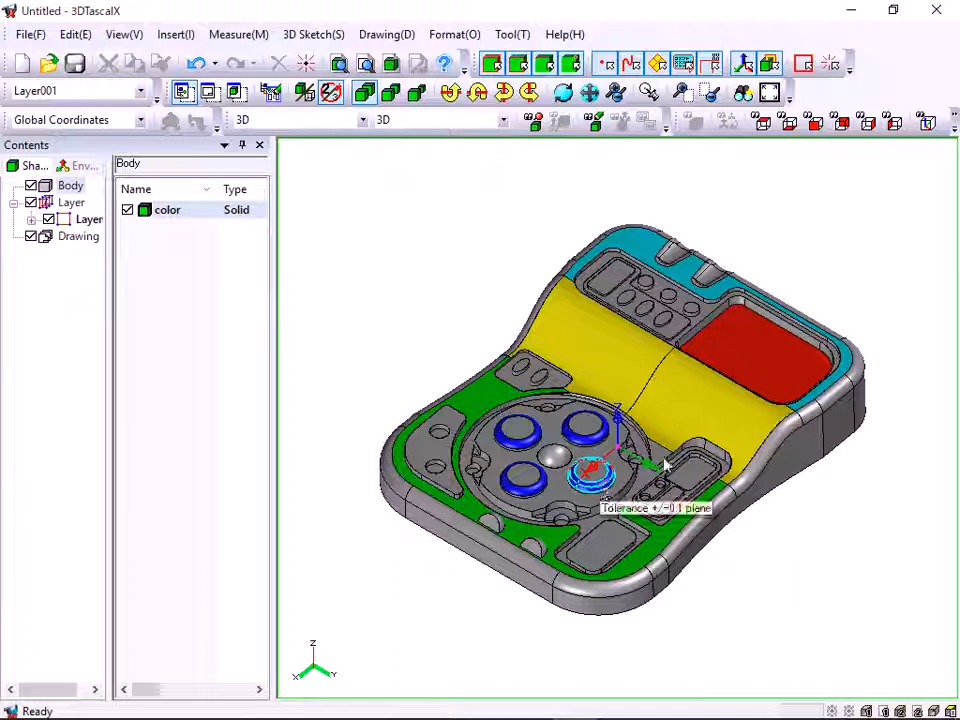 Untitled - 3DTascalX
File(F) Edit(E) View(V) Insert(I) Measure(M) 3D Sketch(S) Drawing(D) Format(O) Tool(T) Help(H)
Layer001
Global Coordinates 3D 3D
Contents
Sha... Env...
Body
Layer
Layer
Drawing
Body
Name Type
color Solid
Z
Tolerance +/-0.1 plane
Z
X Y
Ready